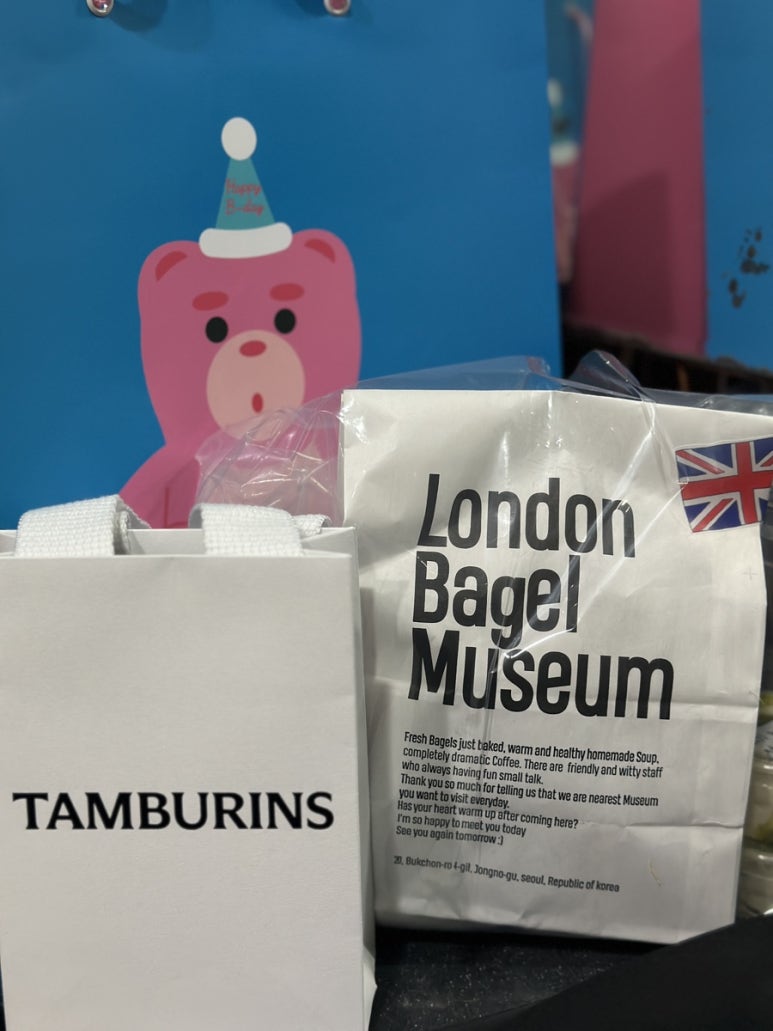 Happy
B-day
London
Bagel
Museum
Fresh Bagels just baked, warm and healthy homemade Soup,
completely dramatic Coffee. There are friendly and witty staff
who always having fun small talk.
Thank you so much for telling us that we are nearest Museum
you want to visit everyday.
Has your heart warm up after coming here?
I'm so happy to meet you today
See you again tomorrow :)
20, Bukchon-ro 4-gil, Jongno-gu, seoul, Republic of korea
TAMBURINS